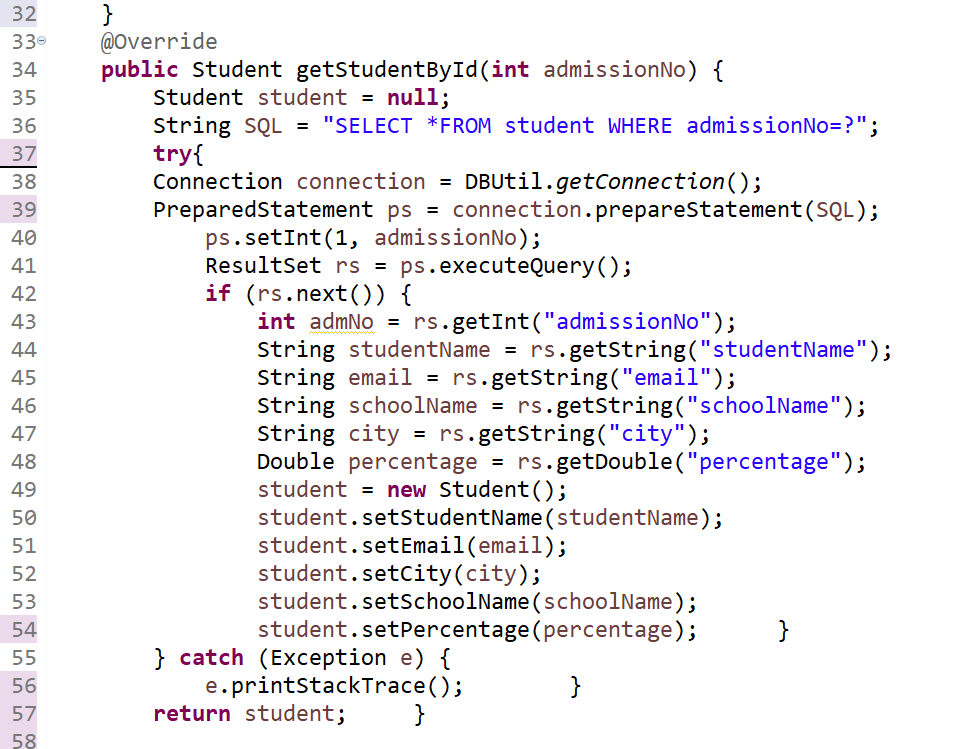 32 }
33 @Override
34 public Student getStudentById(int admissionNo) {
35 Student student = null;
36 String SQL = "SELECT *FROM student WHERE admissionNo=?";
37 try{
38 Connection connection = DBUtil.getConnection();
39 PreparedStatement ps = connection.prepareStatement(SQL);
40 ps.setInt(1, admissionNo);
41 ResultSet rs = ps.executeQuery();
42 if (rs.next()) {
43 int admNo = rs.getInt("admissionNo");
44 String studentName = rs.getString("studentName");
45 String email = rs.getString("email");
46 String schoolName = rs.getString("schoolName");
47 String city = rs.getString("city");
48 Double percentage = rs.getDouble("percentage");
49 student = new Student();
50 student.setStudentName(studentName);
51 student.setEmail(email);
52 student.setCity(city);
53 student.setSchoolName(schoolName);
54 student.setPercentage(percentage); }
55 } catch (Exception e) {
56 e.printStackTrace(); }
57 return student; }
58